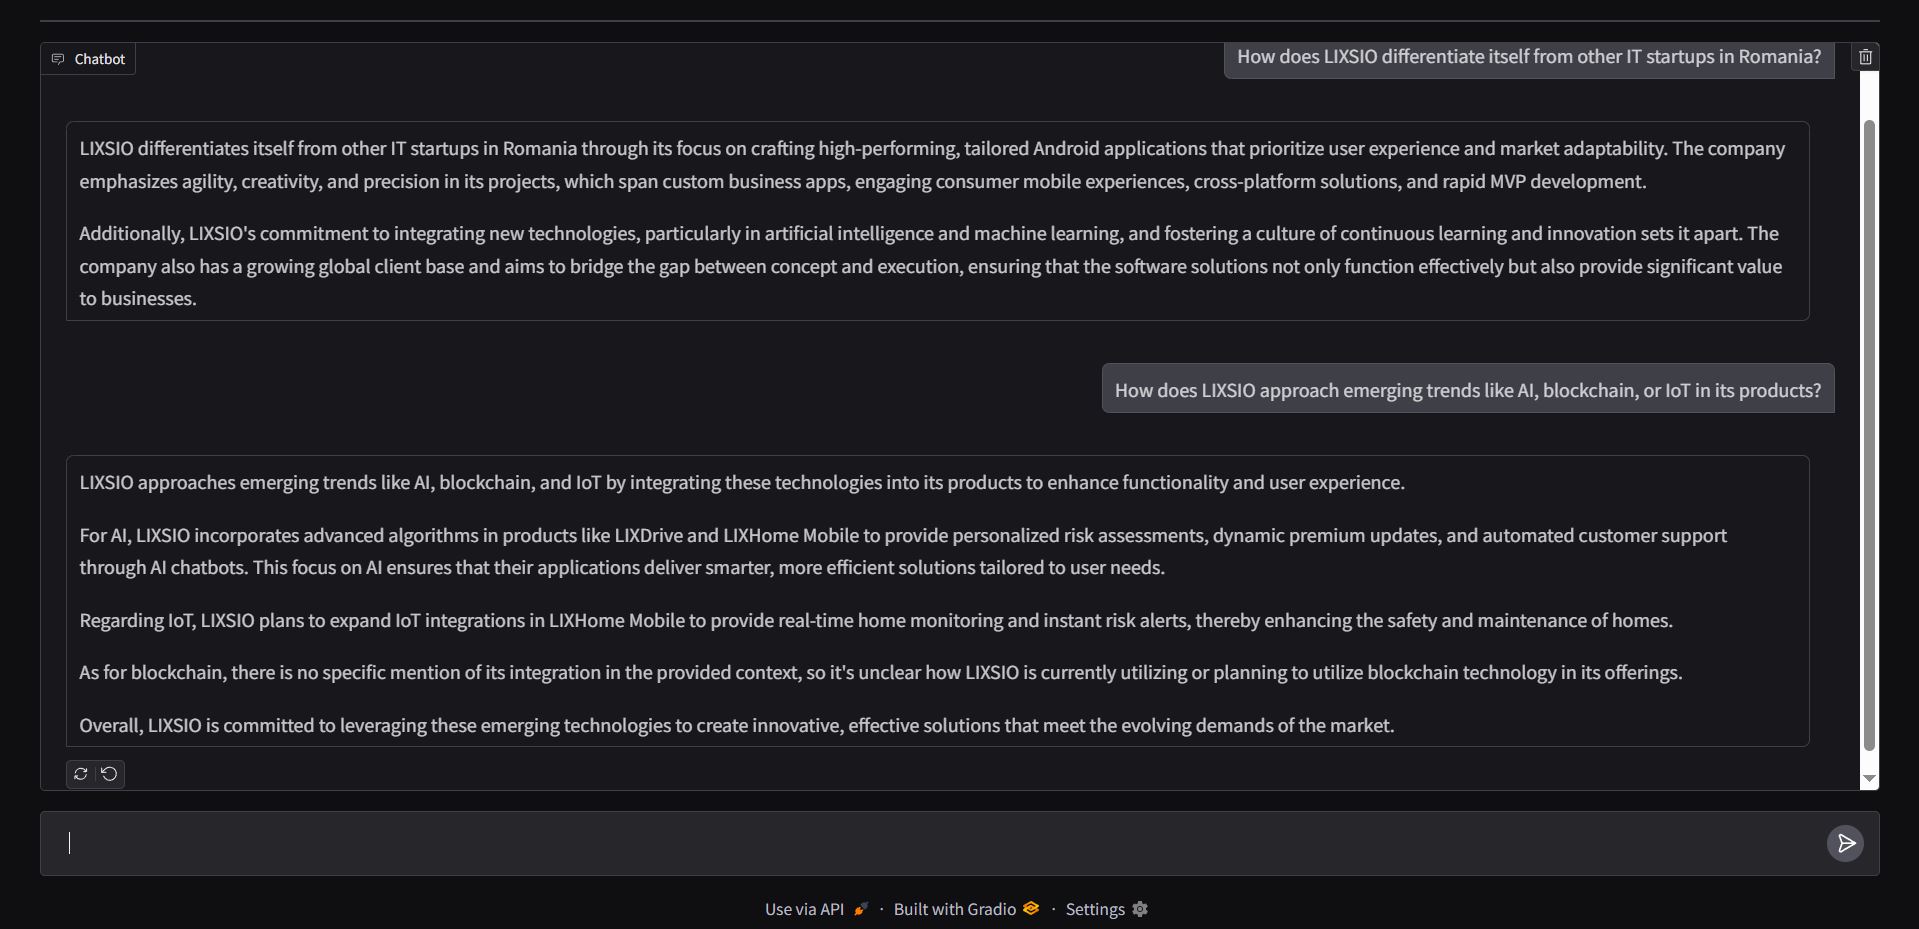 Chatbot
How does LIXSIO differentiate itself from other IT startups in Romania?
LIXSIO differentiates itself from other IT startups in Romania through its focus on crafting high-performing, tailored Android applications that prioritize user experience and market adaptability. The company
emphasizes agility, creativity, and precision in its projects, which span custom business apps, engaging consumer mobile experiences, cross-platform solutions, and rapid MVP development.
Additionally, LIXSIO's commitment to integrating new technologies, particularly in artificial intelligence and machine learning, and fostering a culture of continuous learning and innovation sets it apart. The
company also has a growing global client base and aims to bridge the gap between concept and execution, ensuring that the software solutions not only function effectively but also provide significant value
to businesses.
How does LIXSIO approach emerging trends like AI, blockchain, or IoT in its products?
LIXSIO approaches emerging trends like AI, blockchain, and IoT by integrating these technologies into its products to enhance functionality and user experience.
For AI, LIXSIO incorporates advanced algorithms in products like LIXDrive and LIXHome Mobile to provide personalized risk assessments, dynamic premium updates, and automated customer support
through AI chatbots. This focus on AI ensures that their applications deliver smarter, more efficient solutions tailored to user needs.
Regarding IoT, LIXSIO plans to expand IoT integrations in LIXHome Mobile to provide real-time home monitoring and instant risk alerts, thereby enhancing the safety and maintenance of homes.
As for blockchain, there is no specific mention of its integration in the provided context, so it's unclear how LIXSIO is currently utilizing or planning to utilize blockchain technology in its offerings.
Overall, LIXSIO is committed to leveraging these emerging technologies to create innovative, effective solutions that meet the evolving demands of the market.
Use via API · Built with Gradio · Settings